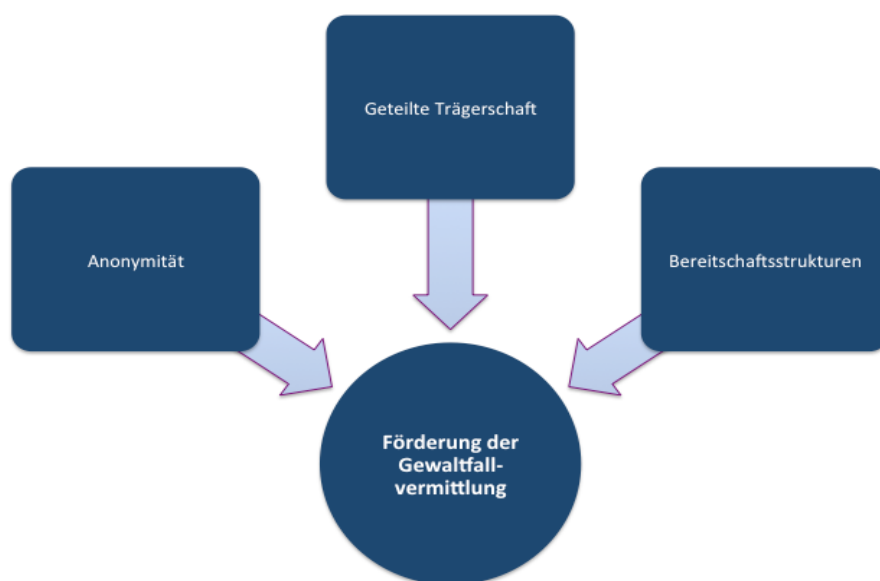 Geteilte Trägerschaft
Anonymität
Bereitschaftsstrukturen
Förderung der
Gewaltfall-
vermittlung